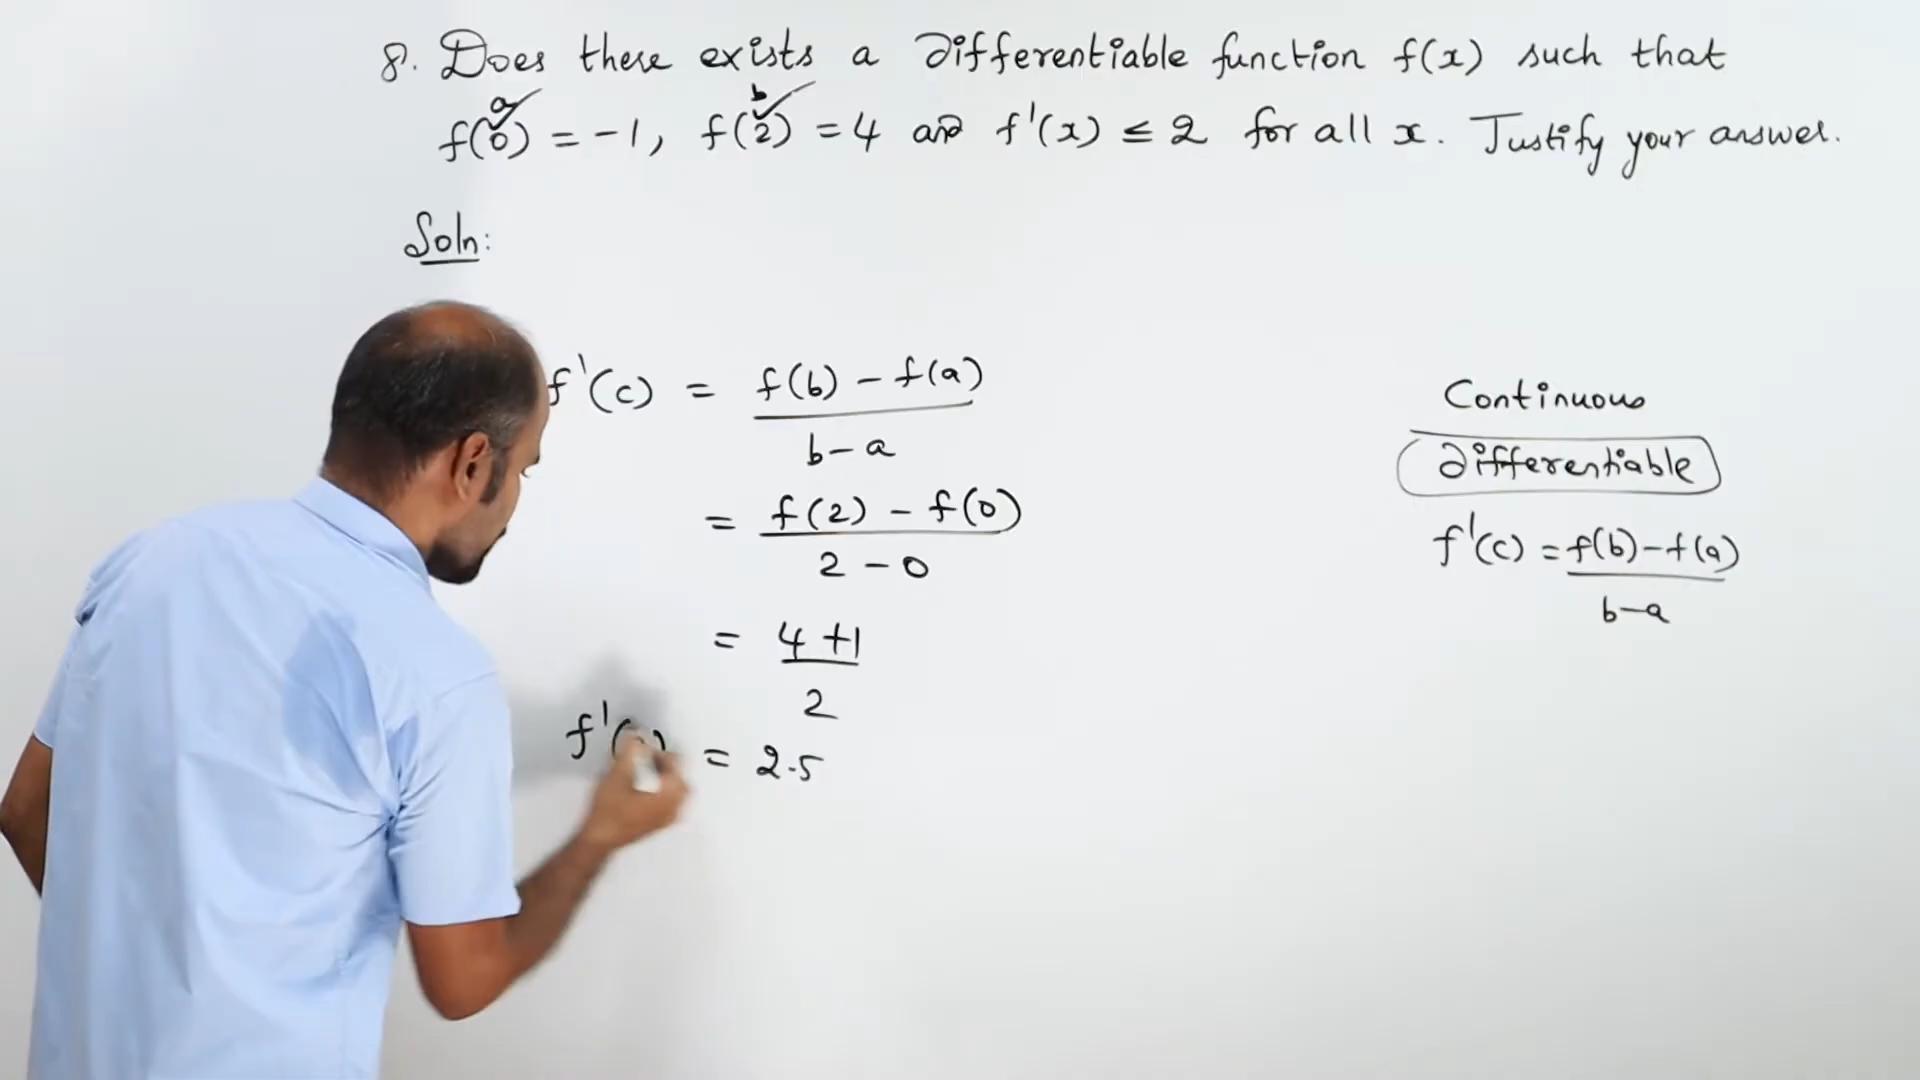 8. Does there exists a differentiable function f(x) such that
a b
f(0) = -1, f(2) = 4 and f'(x) ≤ 2 for all x. Justify your answer.
Soln:
f'(c) = f(b) - f(a)
b - a
= f(2) - f(0)
2 - 0
= 4 + 1
2
f'( ) = 2.5
Continuous
differentiable
f'(c) = f(b) - f(a)
b - a